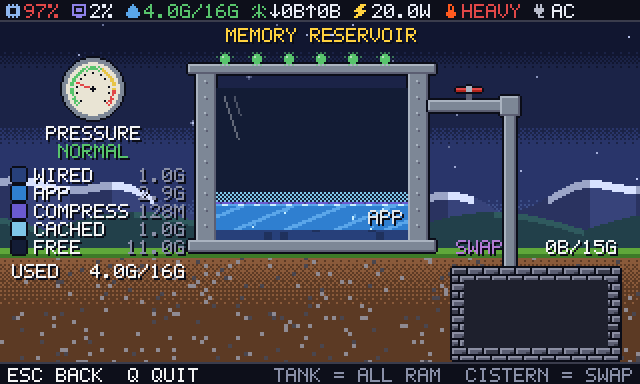 97% 2% 4.0G/16G ↓0B↑0B 20.0W HEAVY AC
MEMORY RESERVOIR
PRESSURE
NORMAL
WIRED 1.0G
APP
COMPRESS 128M
CACHED 1.0G
FREE 11.0G
USED 4.0G/16G
APP
SWAP 0B/15G
ESC BACK Q QUIT TANK = ALL RAM CISTERN = SWAP